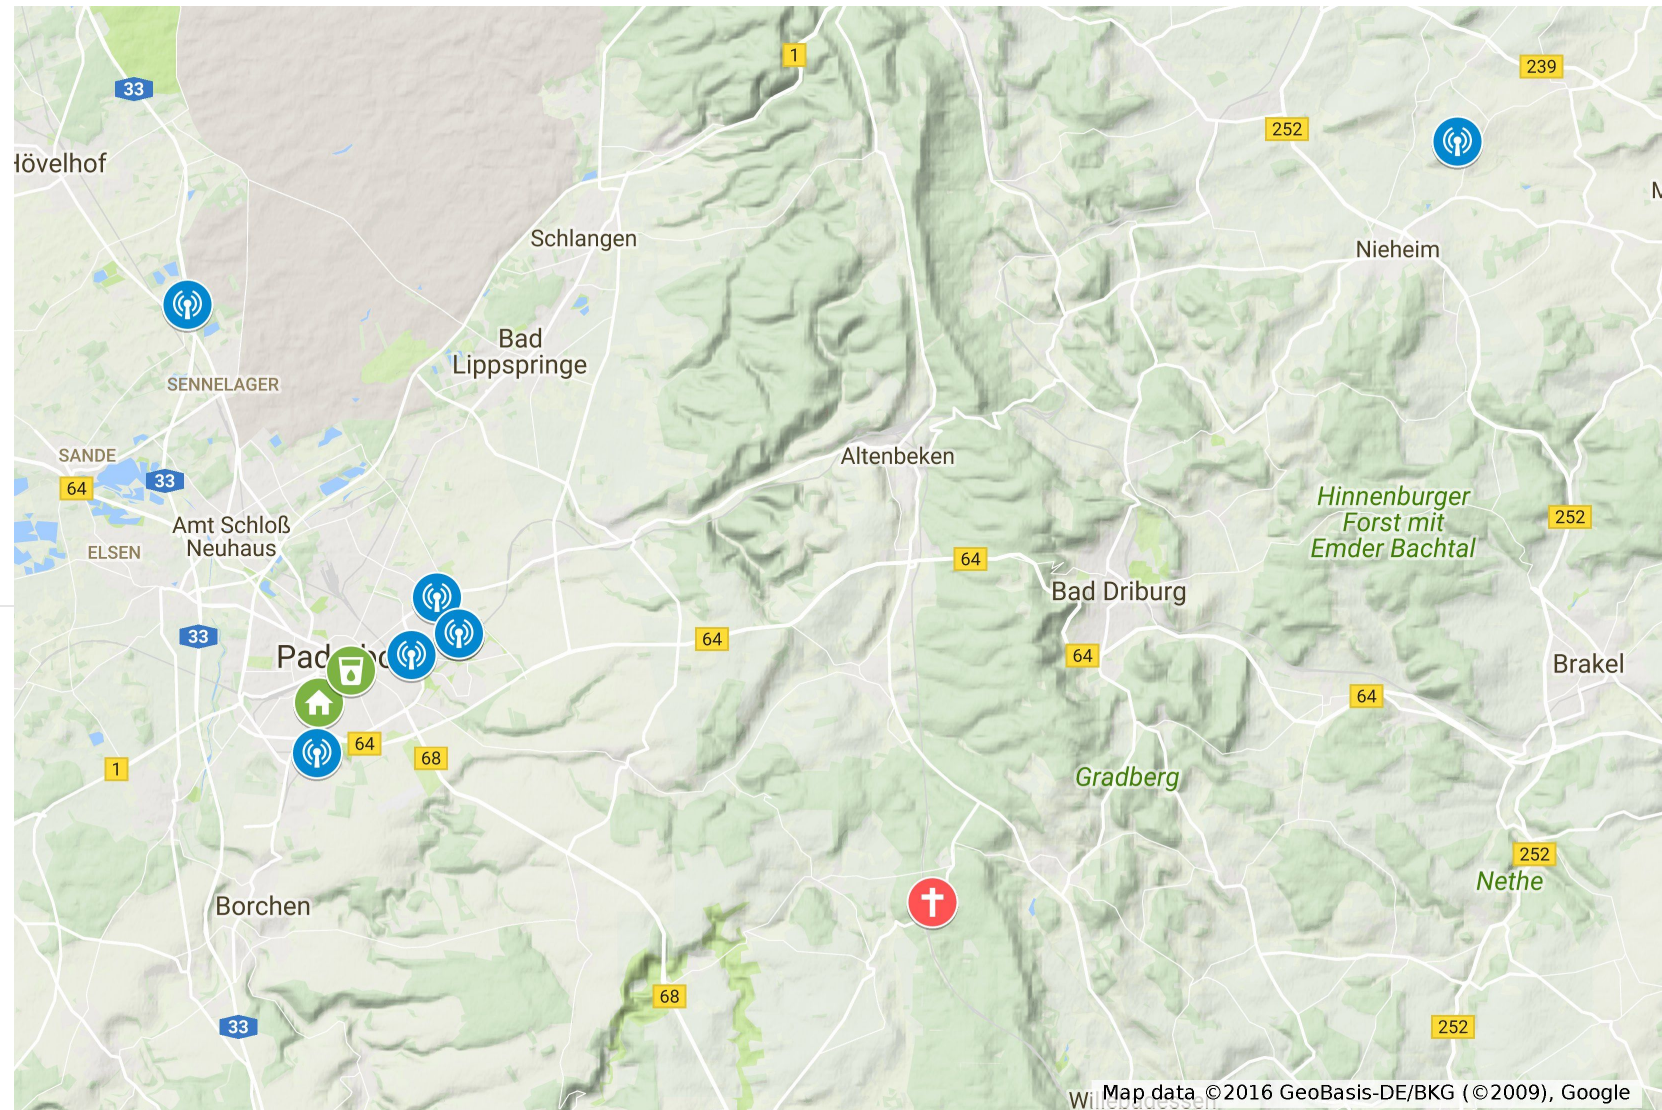 1
239
33
252
Hövelhof
Nieheim
Schlangen
Bad
Lippspringe
SENNELAGER
SANDE
64
33
Altenbeken
Hinnenburger
Forst mit
Emder Bachtal
252
Amt Schloß
Neuhaus
ELSEN
64
Bad Driburg
33
64
64
Brakel
64
64
68
1
Gradberg
252
Nethe
Borchen
68
33
252
Map data ©2016 GeoBasis-DE/BKG (©2009), Google